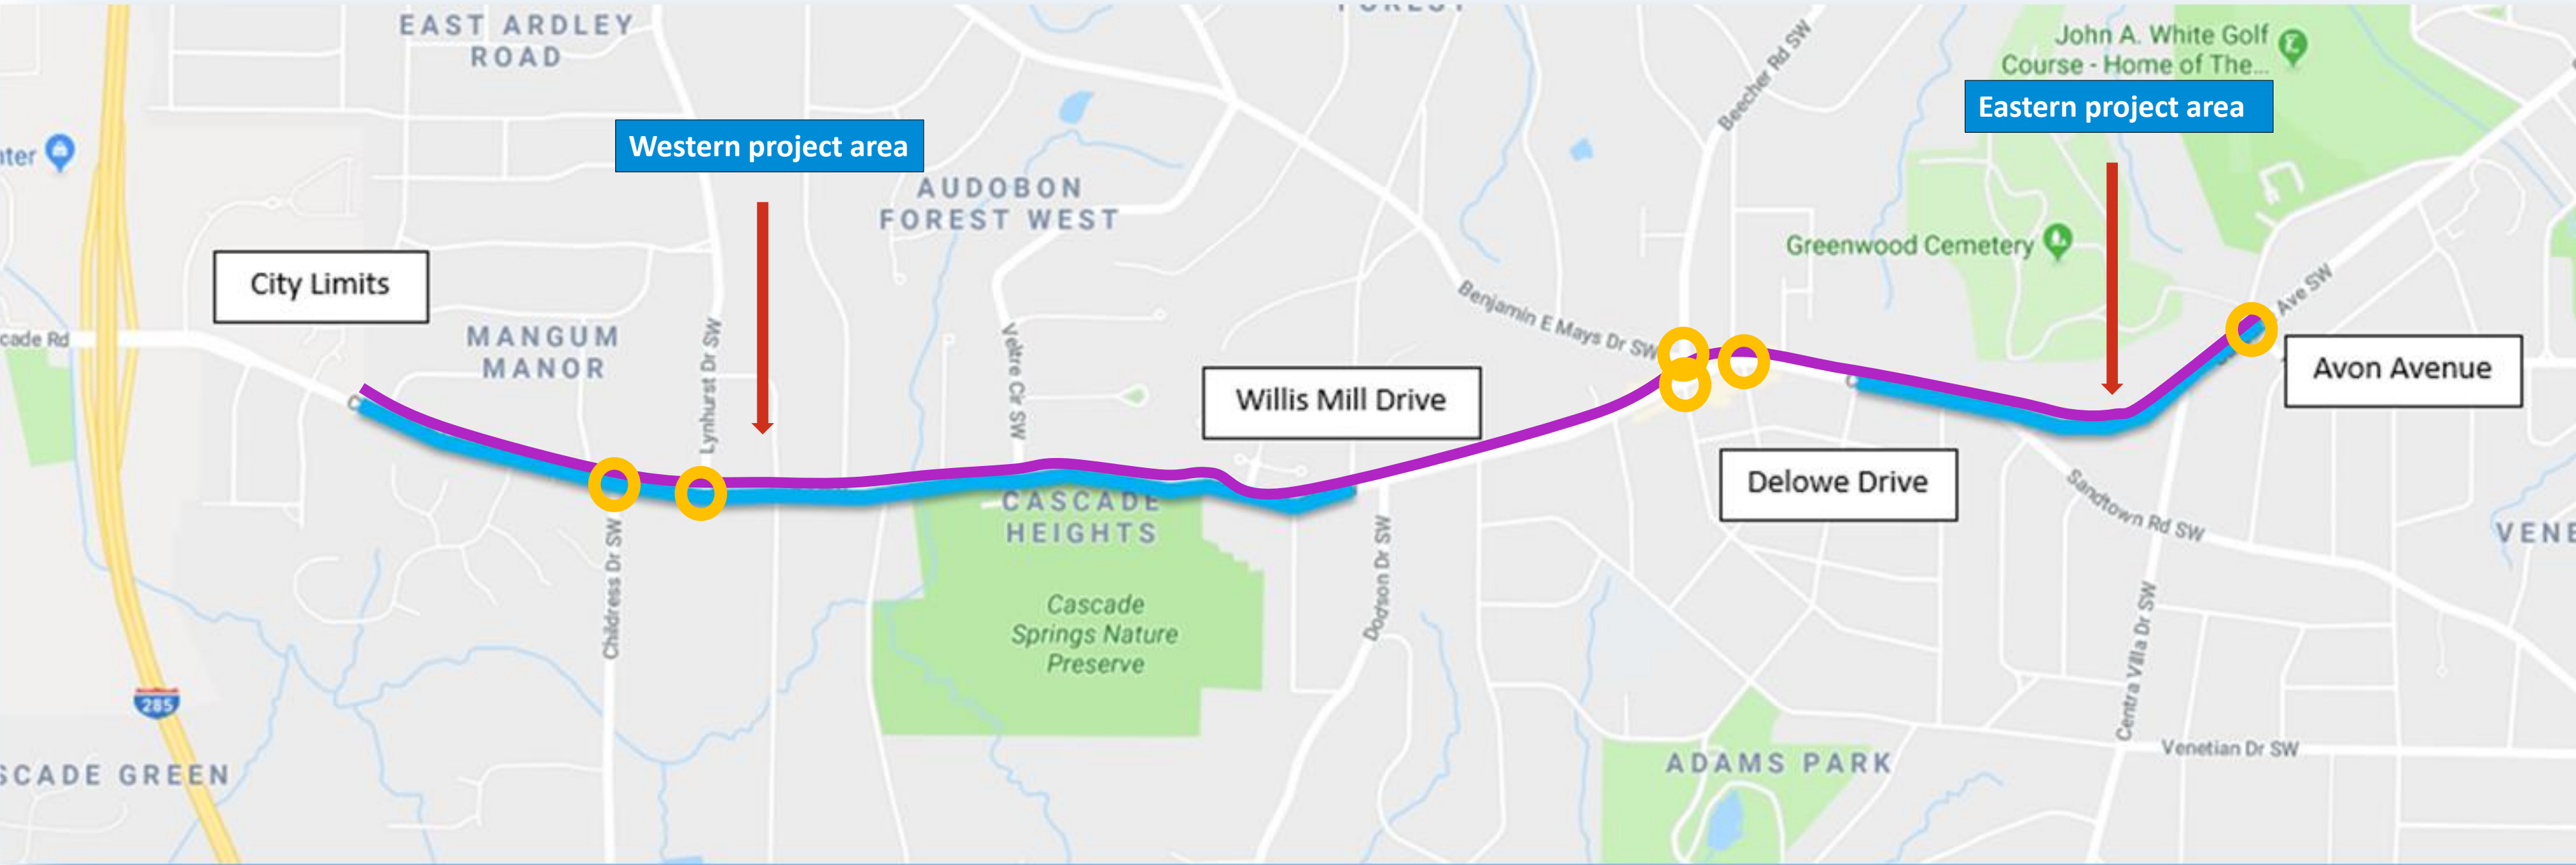 EAST ARDLEY
ROAD
John A. White Golf
Course - Home of The...
Beecher Rd SW
Eastern project area
Western project area
AUDOBON
FOREST WEST
Greenwood Cemetery
City Limits
cade Rd
MANGUM
MANOR
Lynhurst Dr SW
Veltre Cir SW
Benjamin E Mays Dr SW
Ave SW
Willis Mill Drive
Avon Avenue
Delowe Drive
CASCADE
HEIGHTS
Sandtown Rd SW
VENE
Childress Dr SW
Dodson Dr SW
Cascade
Springs Nature
Preserve
Centra Villa Dr SW
285
SCADE GREEN
ADAMS PARK
Venetian Dr SW